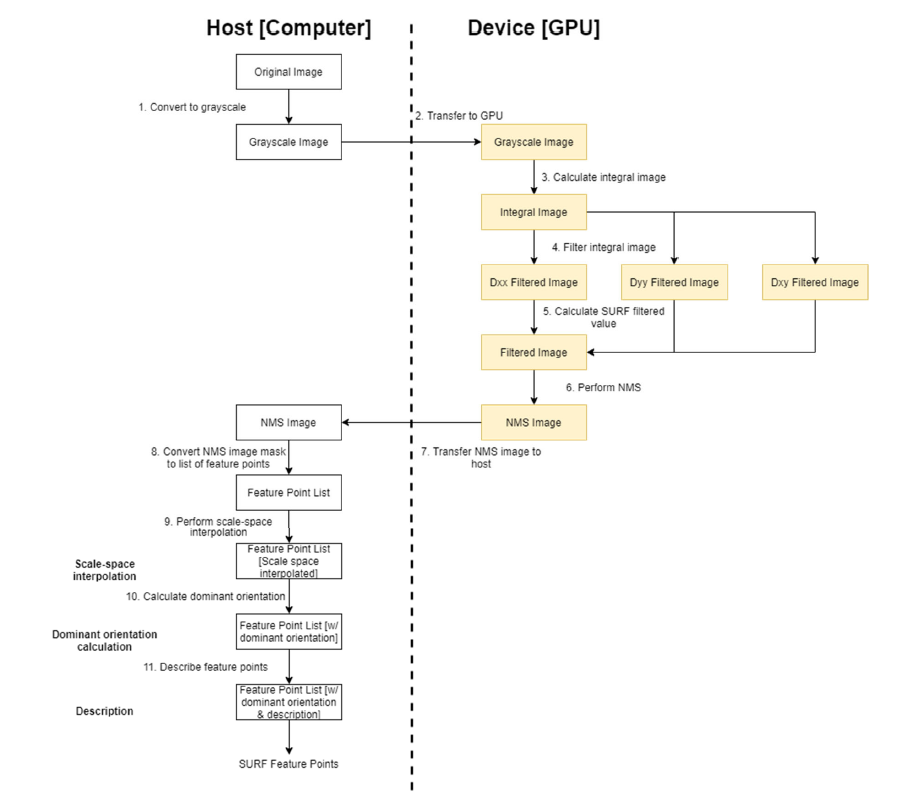 Host [Computer]
Device [GPU]
Original Image
1. Convert to grayscale
2. Transfer to GPU
Grayscale Image
Grayscale Image
3. Calculate integral image
Integral Image
4. Filter integral image
Dxx Filtered Image
Dyy Filtered Image
Dxy Filtered Image
5. Calculate SURF filtered
value
Filtered Image
6. Perform NMS
NMS Image
NMS Image
7. Transfer NMS image to
host
8. Convert NMS image mask
to list of feature points
Feature Point List
9. Perform scale-space
interpolation
Feature Point List
[Scale space
interpolated]
Scale-space
interpolation
10. Calculate dominant orientation
Feature Point List [w/
dominant orientation]
Dominant orientation
calculation
11. Describe feature points
Feature Point List [w/
dominant orientation
& description]
Description
SURF Feature Points